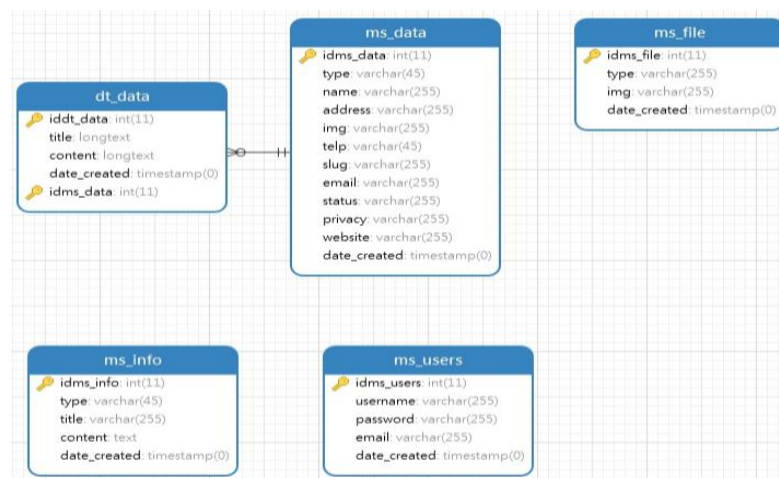 dt_data
iddt_data: int(11)
title: longtext
content: longtext
date_created: timestamp(0)
idms_data: int(11)
ms_data
idms_data: int(11)
type: varchar(45)
name: varchar(255)
address: varchar(255)
img: varchar(255)
telp: varchar(45)
slug: varchar(255)
email: varchar(255)
status: varchar(255)
privacy: varchar(255)
website: varchar(255)
date_created: timestamp(0)
ms_file
idms_file: int(11)
type: varchar(255)
img: varchar(255)
date_created: timestamp(0)
ms_info
idms_info: int(11)
type: varchar(45)
title: varchar(255)
content: text
date_created: timestamp(0)
ms_users
idms_users: int(11)
username: varchar(255)
password: varchar(255)
email: varchar(255)
date_created: timestamp(0)